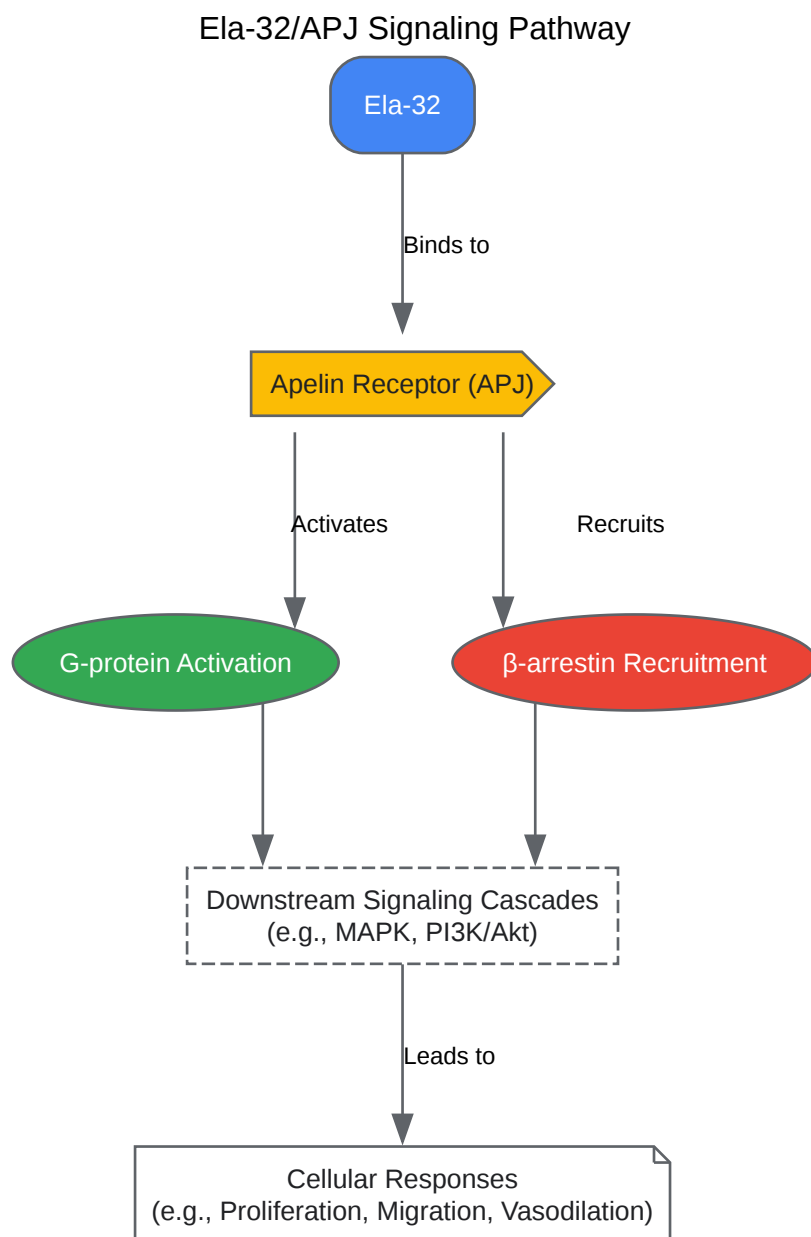 Ela-32/APJ Signaling Pathway
Ela-32
Binds to
Apelin Receptor (APJ)
Activates
Recruits
G-protein Activation
β-arrestin Recruitment
Downstream Signaling Cascades
(e.g., MAPK, PI3K/Akt)
Leads to
Cellular Responses
(e.g., Proliferation, Migration, Vasodilation)